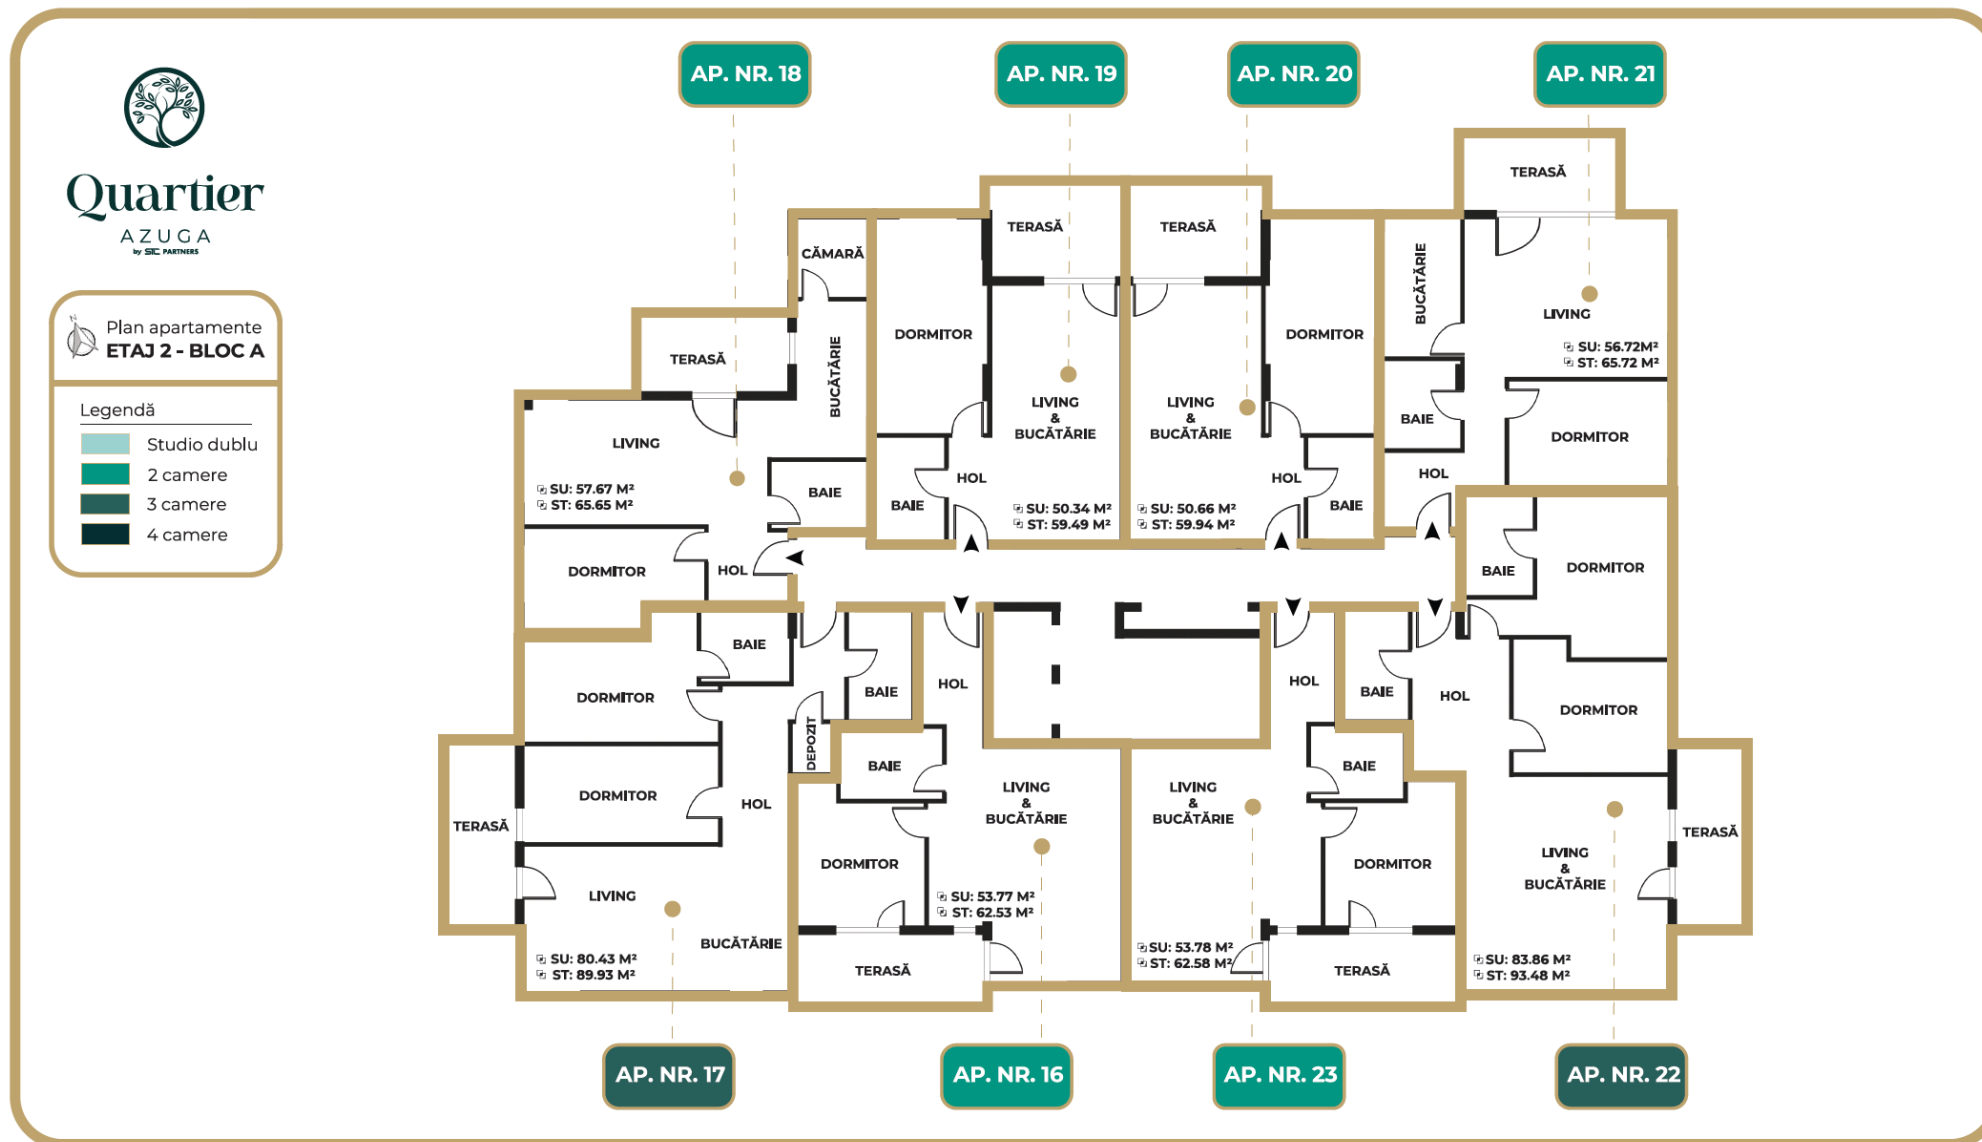 AP. NR. 18
AP. NR. 19
AP. NR. 20
AP. NR. 21
Quartier
AZUGA
by STC PARTNERS
N
Plan apartamente
ETAJ 2 - BLOC A
Legendă
Studio dublu
2 camere
3 camere
4 camere
CĂMARĂ
TERASĂ
BUCĂTĂRIE
LIVING
SU: 57.67 M²
ST: 65.65 M²
BAIE
DORMITOR
HOL
TERASĂ
DORMITOR
LIVING
&
BUCĂTĂRIE
HOL
BAIE
SU: 50.34 M²
ST: 59.49 M²
TERASĂ
DORMITOR
LIVING
&
BUCĂTĂRIE
HOL
BAIE
SU: 50.66 M²
ST: 59.94 M²
TERASĂ
BUCĂTĂRIE
LIVING
SU: 56.72M²
ST: 65.72 M²
BAIE
DORMITOR
HOL
BAIE
DORMITOR
BAIE
DORMITOR
DEPOZIT
DORMITOR
HOL
TERASĂ
LIVING
BUCĂTĂRIE
SU: 80.43 M²
ST: 89.93 M²
HOL
BAIE
LIVING
&
BUCĂTĂRIE
DORMITOR
SU: 53.77 M²
ST: 62.53 M²
TERASĂ
HOL
BAIE
LIVING
&
BUCĂTĂRIE
DORMITOR
SU: 53.78 M²
ST: 62.58 M²
TERASĂ
BAIE
DORMITOR
BAIE
HOL
DORMITOR
TERASĂ
LIVING
&
BUCĂTĂRIE
SU: 83.86 M²
ST: 93.48 M²
AP. NR. 17
AP. NR. 16
AP. NR. 23
AP. NR. 22